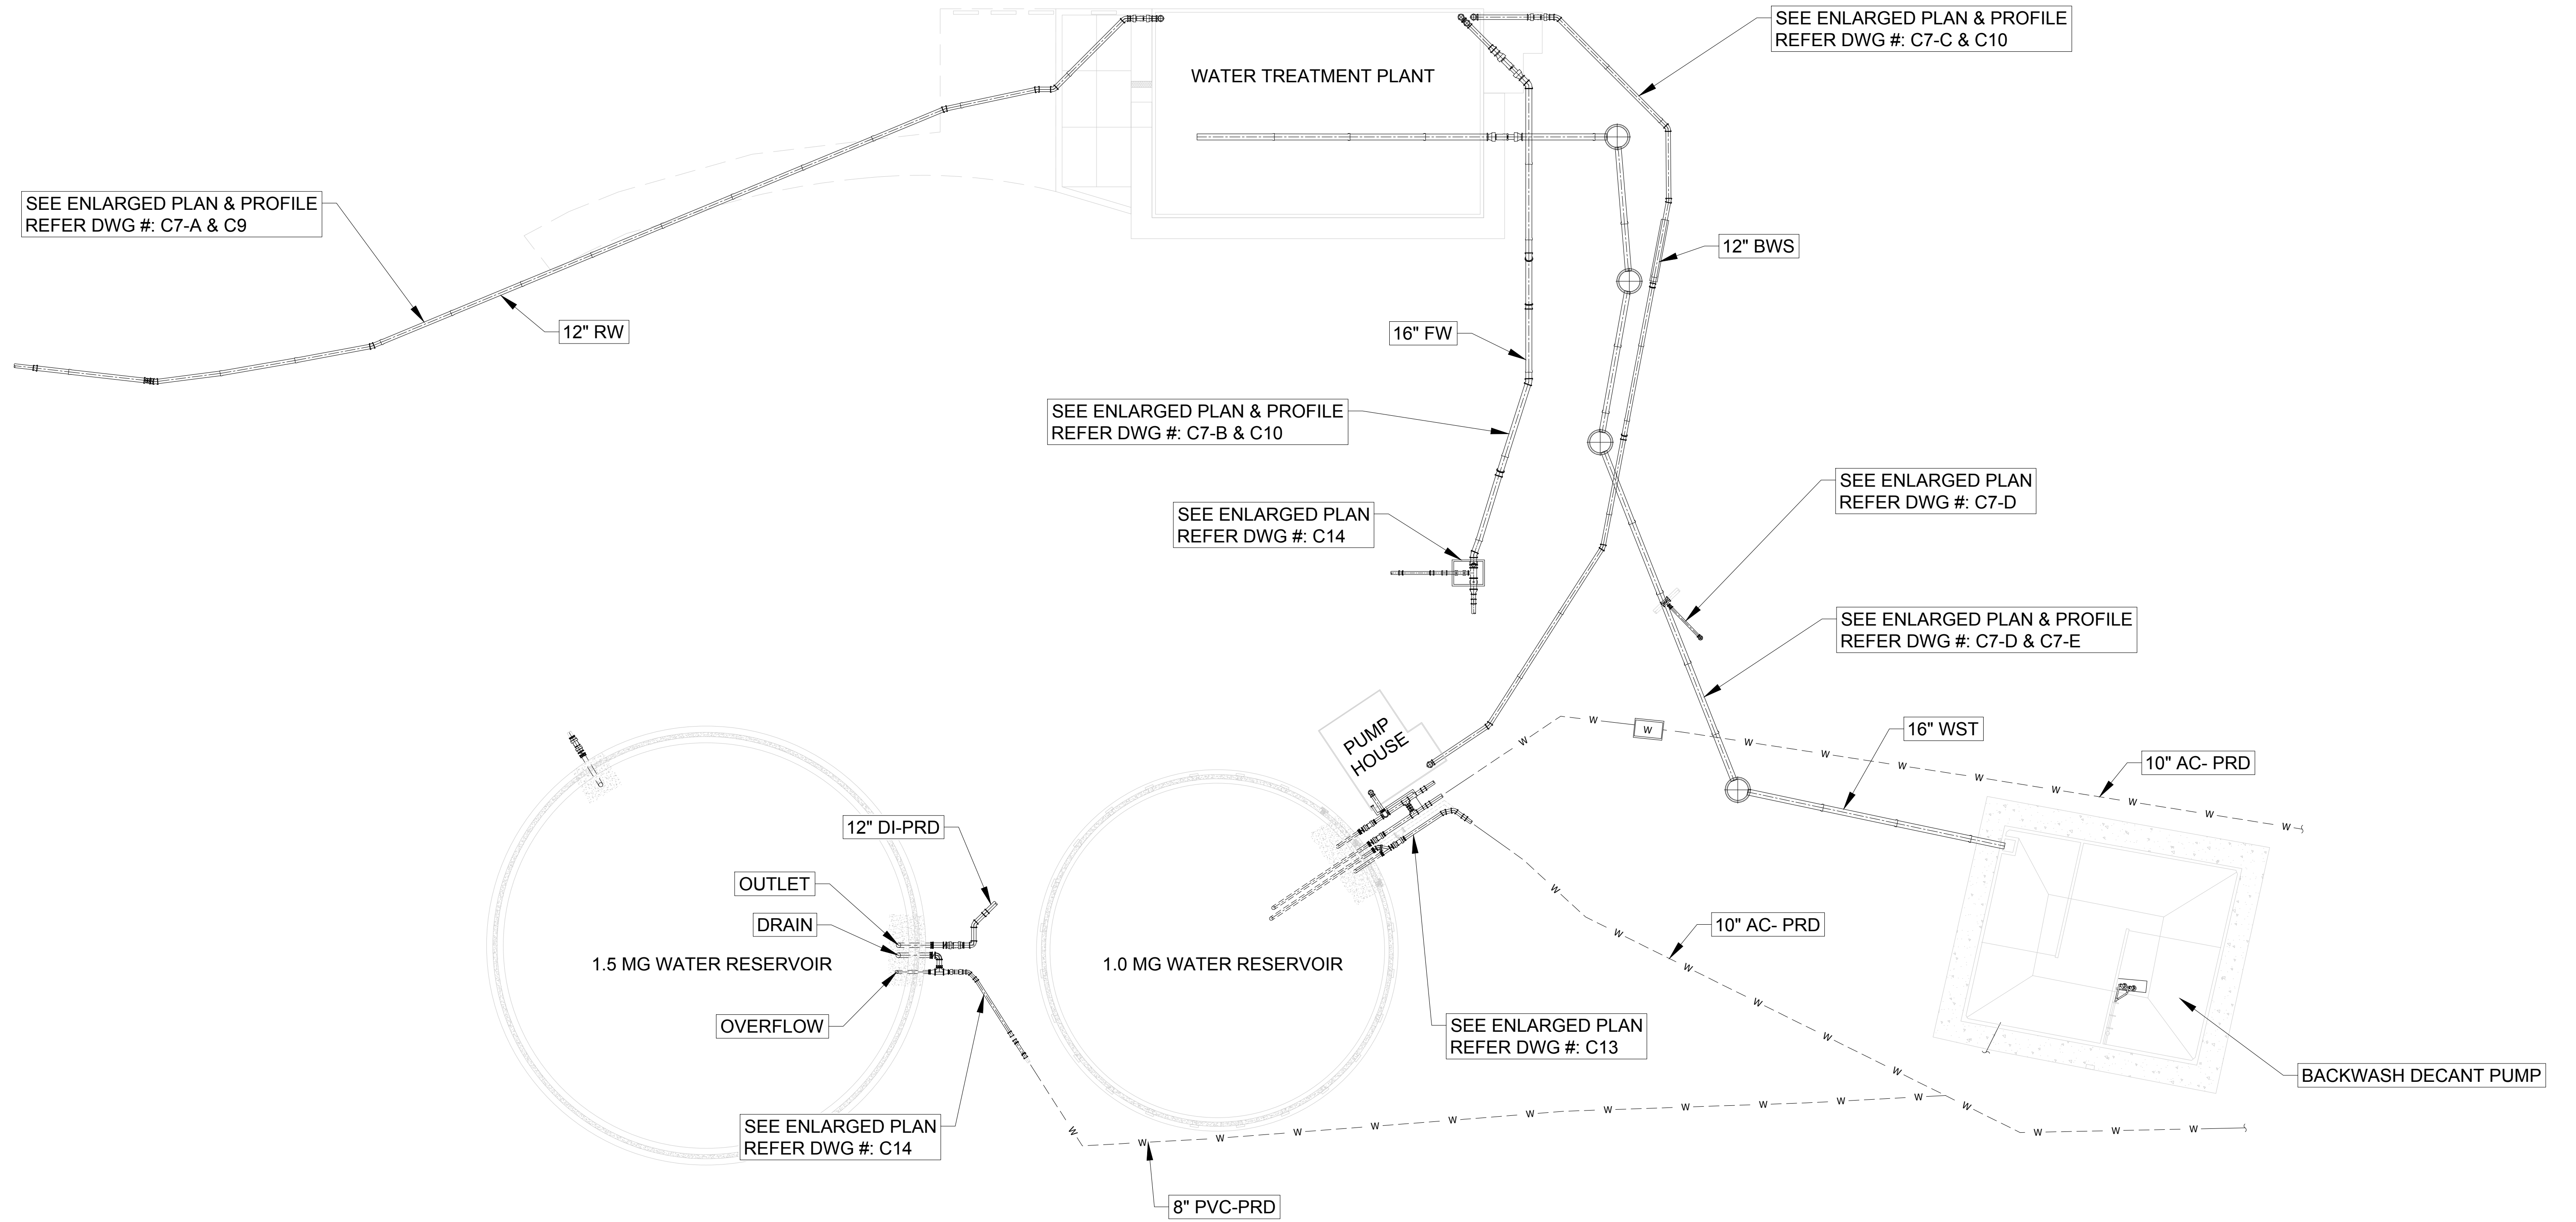 SEE ENLARGED PLAN & PROFILE
REFER DWG #: C7-C & C10
WATER TREATMENT PLANT
SEE ENLARGED PLAN & PROFILE
REFER DWG #: C7-A & C9
12" BWS
12" RW
16" FW
SEE ENLARGED PLAN & PROFILE
REFER DWG #: C7-B & C10
SEE ENLARGED PLAN
REFER DWG #: C7-D
SEE ENLARGED PLAN
REFER DWG #: C14
SEE ENLARGED PLAN & PROFILE
REFER DWG #: C7-D & C7-E
PUMP
HOUSE
16" WST
10" AC- PRD
W W W W W W W W W W W
12" DI-PRD
OUTLET
DRAIN
10" AC- PRD
1.5 MG WATER RESERVOIR
1.0 MG WATER RESERVOIR
OVERFLOW
SEE ENLARGED PLAN
REFER DWG #: C13
BACKWASH DECANT PUMP
W W W W W W W W W W
SEE ENLARGED PLAN
REFER DWG #: C14
W W W W W W W W W W W W
8" PVC-PRD